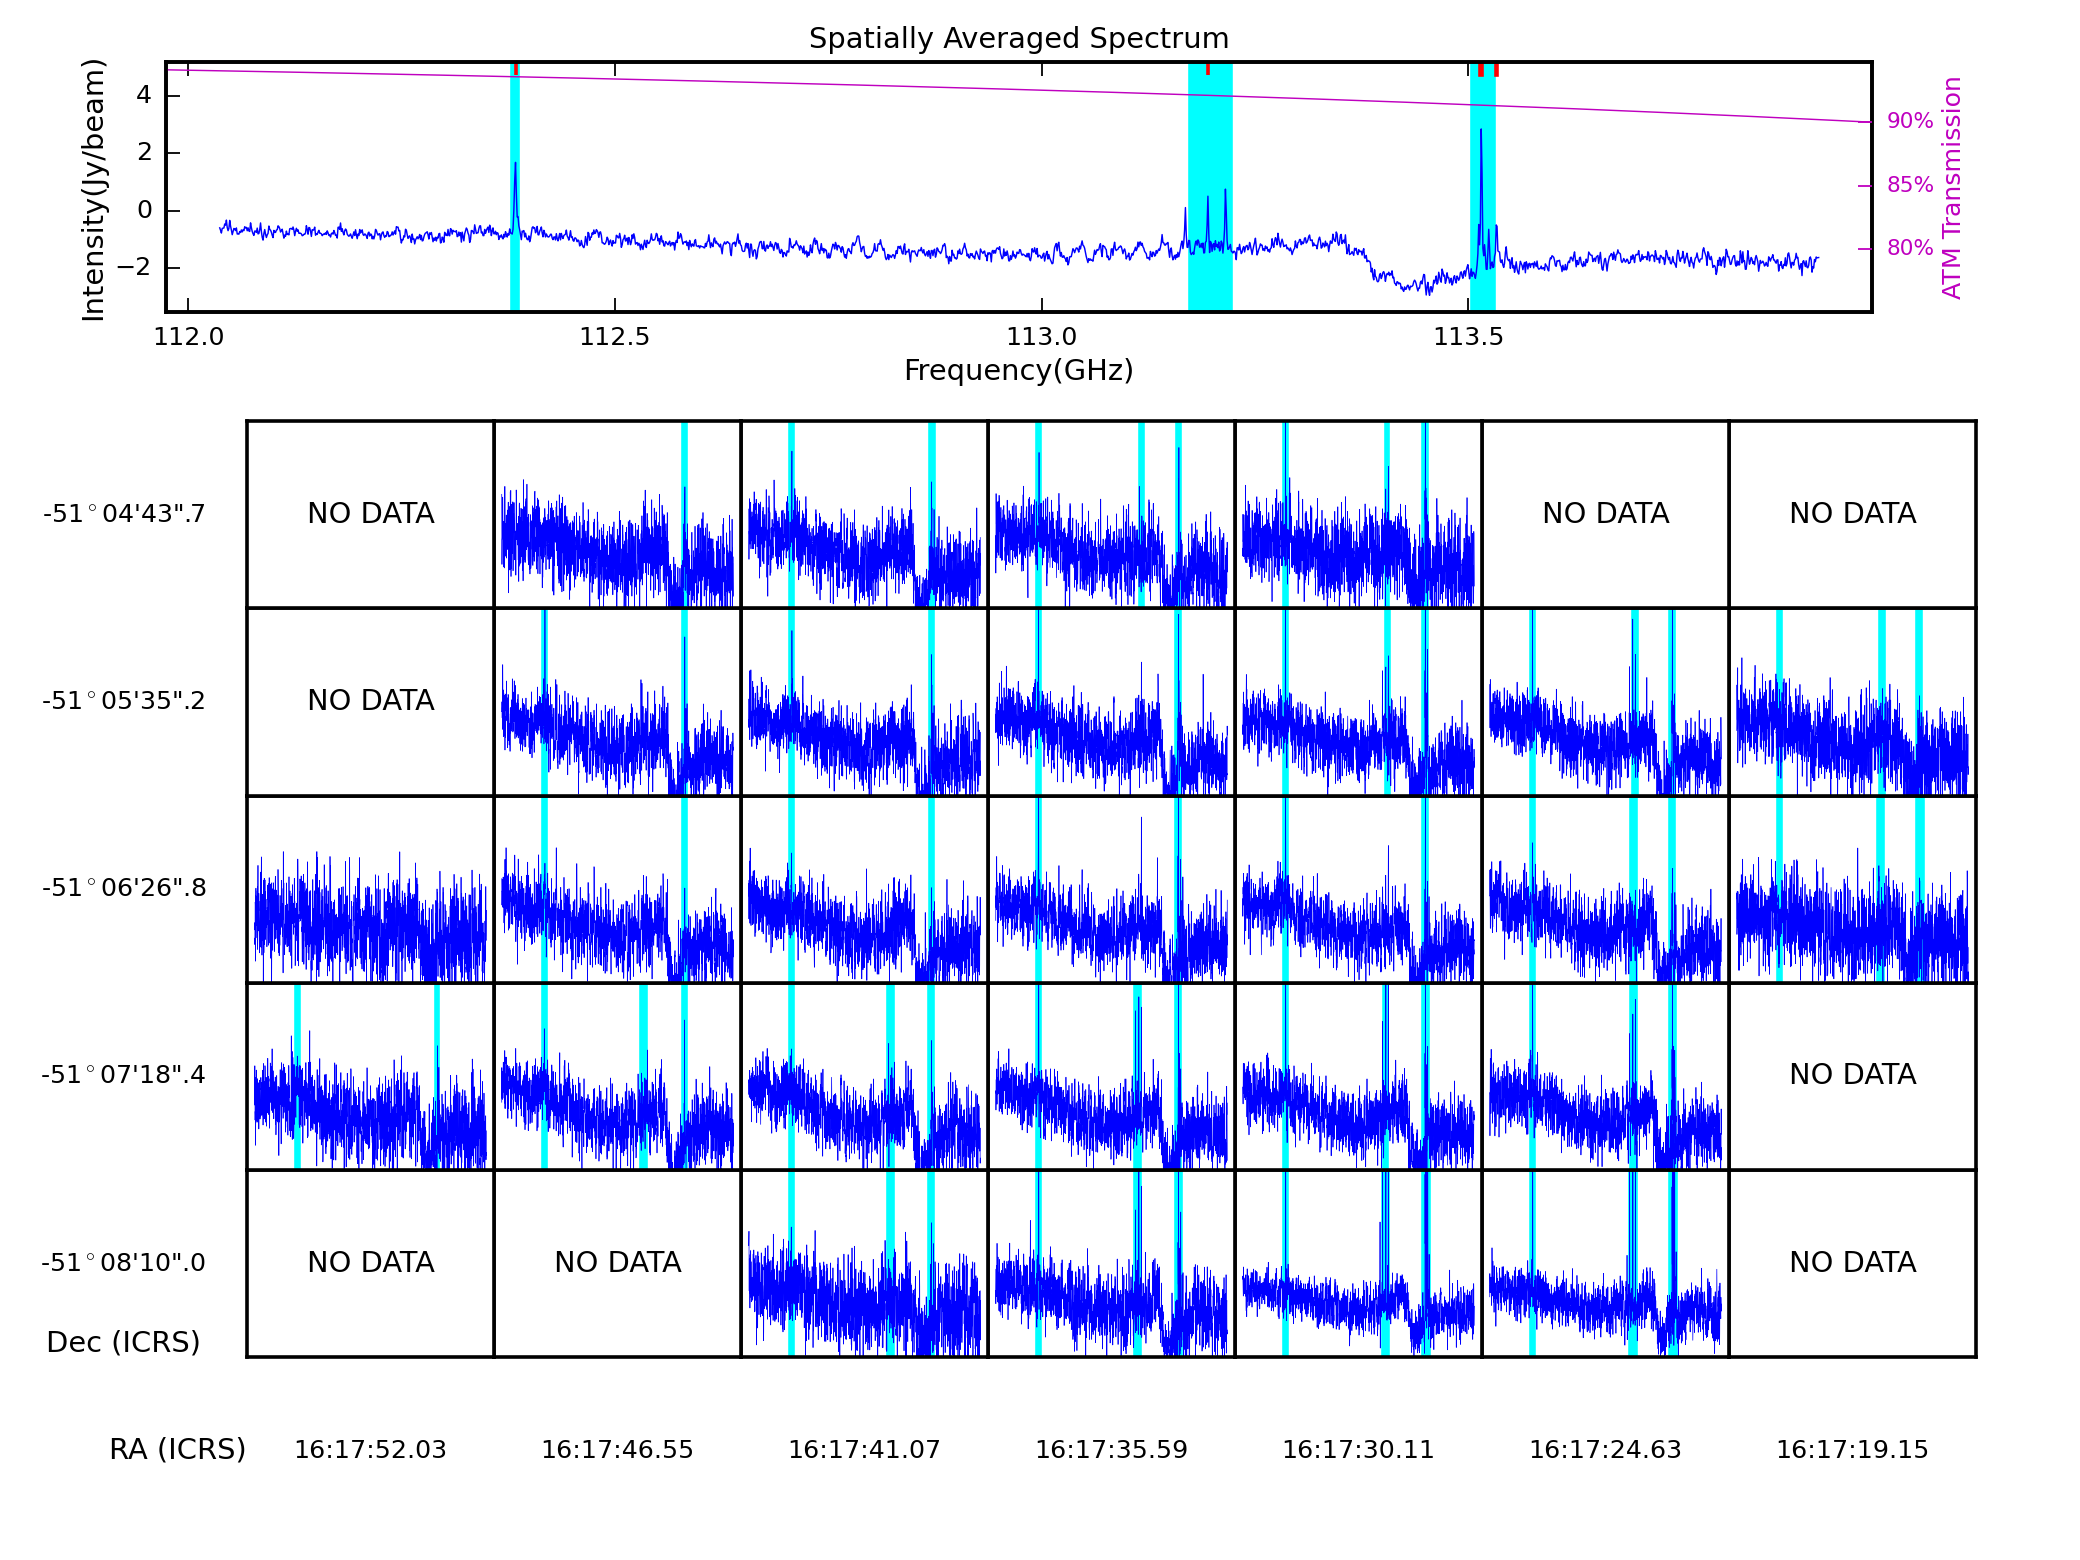 Spatially Averaged Spectrum
Intensity(Jy/beam)
4
2
0
−2
90%
85%
80%
ATM Transmission
112.0 112.5 113.0 113.5
Frequency(GHz)
-51°04'43".7 NO DATA NO DATA NO DATA
-51°05'35".2 NO DATA
-51°06'26".8
-51°07'18".4 NO DATA
-51°08'10".0 NO DATA NO DATA NO DATA
Dec (ICRS)
RA (ICRS) 16:17:52.03 16:17:46.55 16:17:41.07 16:17:35.59 16:17:30.11 16:17:24.63 16:17:19.15